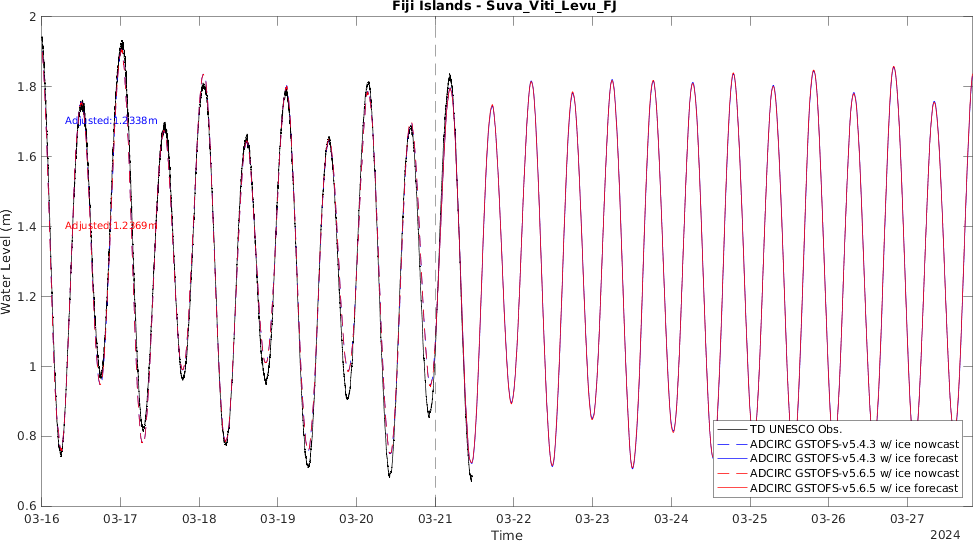 Fiji Islands - Suva_Viti_Levu_FJ
2
1.8
1.6
1.4
1.2
1
0.8
0.6
Water Level (m)
Adjusted:1.2338m
Adjusted:1.2369m
TD UNESCO Obs.
ADCIRC GSTOFS-v5.4.3 w/ ice nowcast
ADCIRC GSTOFS-v5.4.3 w/ ice forecast
ADCIRC GSTOFS-v5.6.5 w/ ice nowcast
ADCIRC GSTOFS-v5.6.5 w/ ice forecast
03-16 03-17 03-18 03-19 03-20 03-21 03-22 03-23 03-24 03-25 03-26 03-27
Time
2024